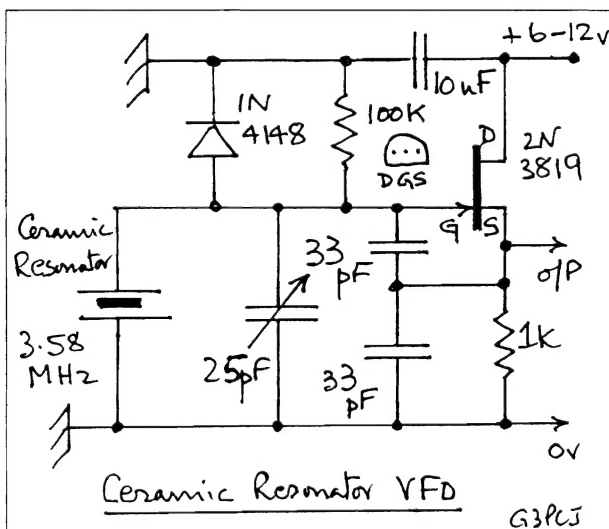 +6-12v
10nF
1N
4148
100K
DGS
D
2N
3819
G
S
Ceramic
Resonator
3.58
MHz
33
pF
25pF
33
pF
O/P
1K
0v
Ceramic Resonator VFO
G3PCJ